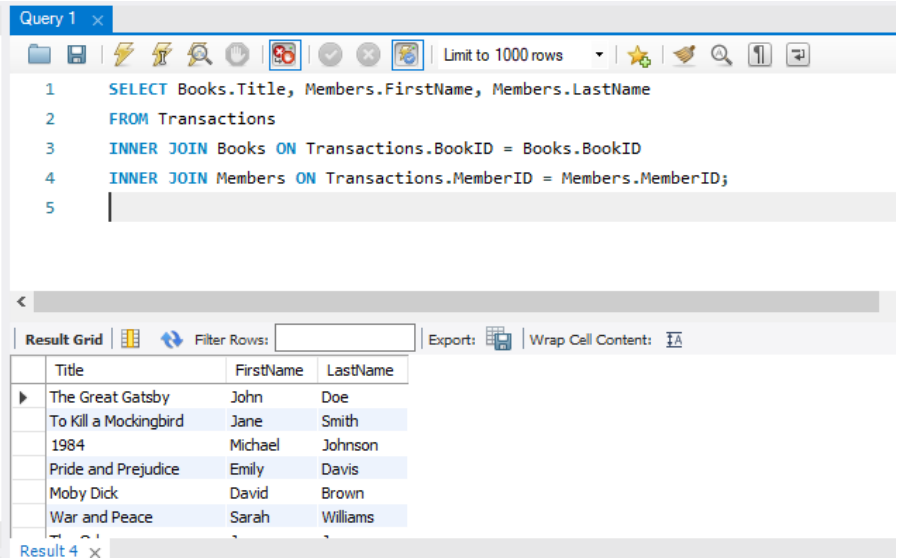 Query 1
Limit to 1000 rows
1 SELECT Books.Title, Members.FirstName, Members.LastName
2 FROM Transactions
3 INNER JOIN Books ON Transactions.BookID = Books.BookID
4 INNER JOIN Members ON Transactions.MemberID = Members.MemberID;
5
Result Grid Filter Rows: Export: Wrap Cell Content:
Title FirstName LastName
The Great Gatsby John Doe
To Kill a Mockingbird Jane Smith
1984 Michael Johnson
Pride and Prejudice Emily Davis
Moby Dick David Brown
War and Peace Sarah Williams
Result 4